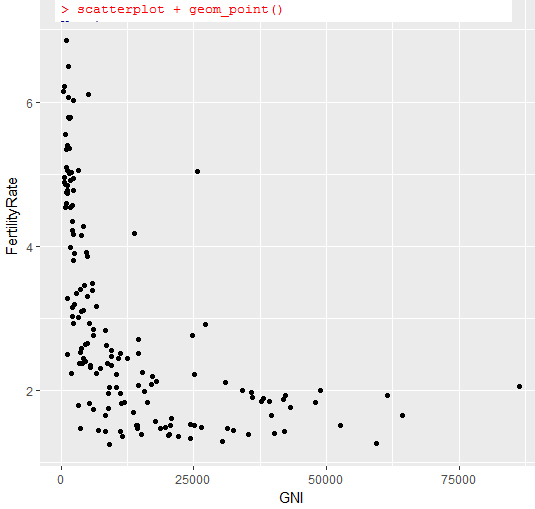 > scatterplot + geom_point()
6
4
2
FertilityRate
0
25000
50000
75000
GNI